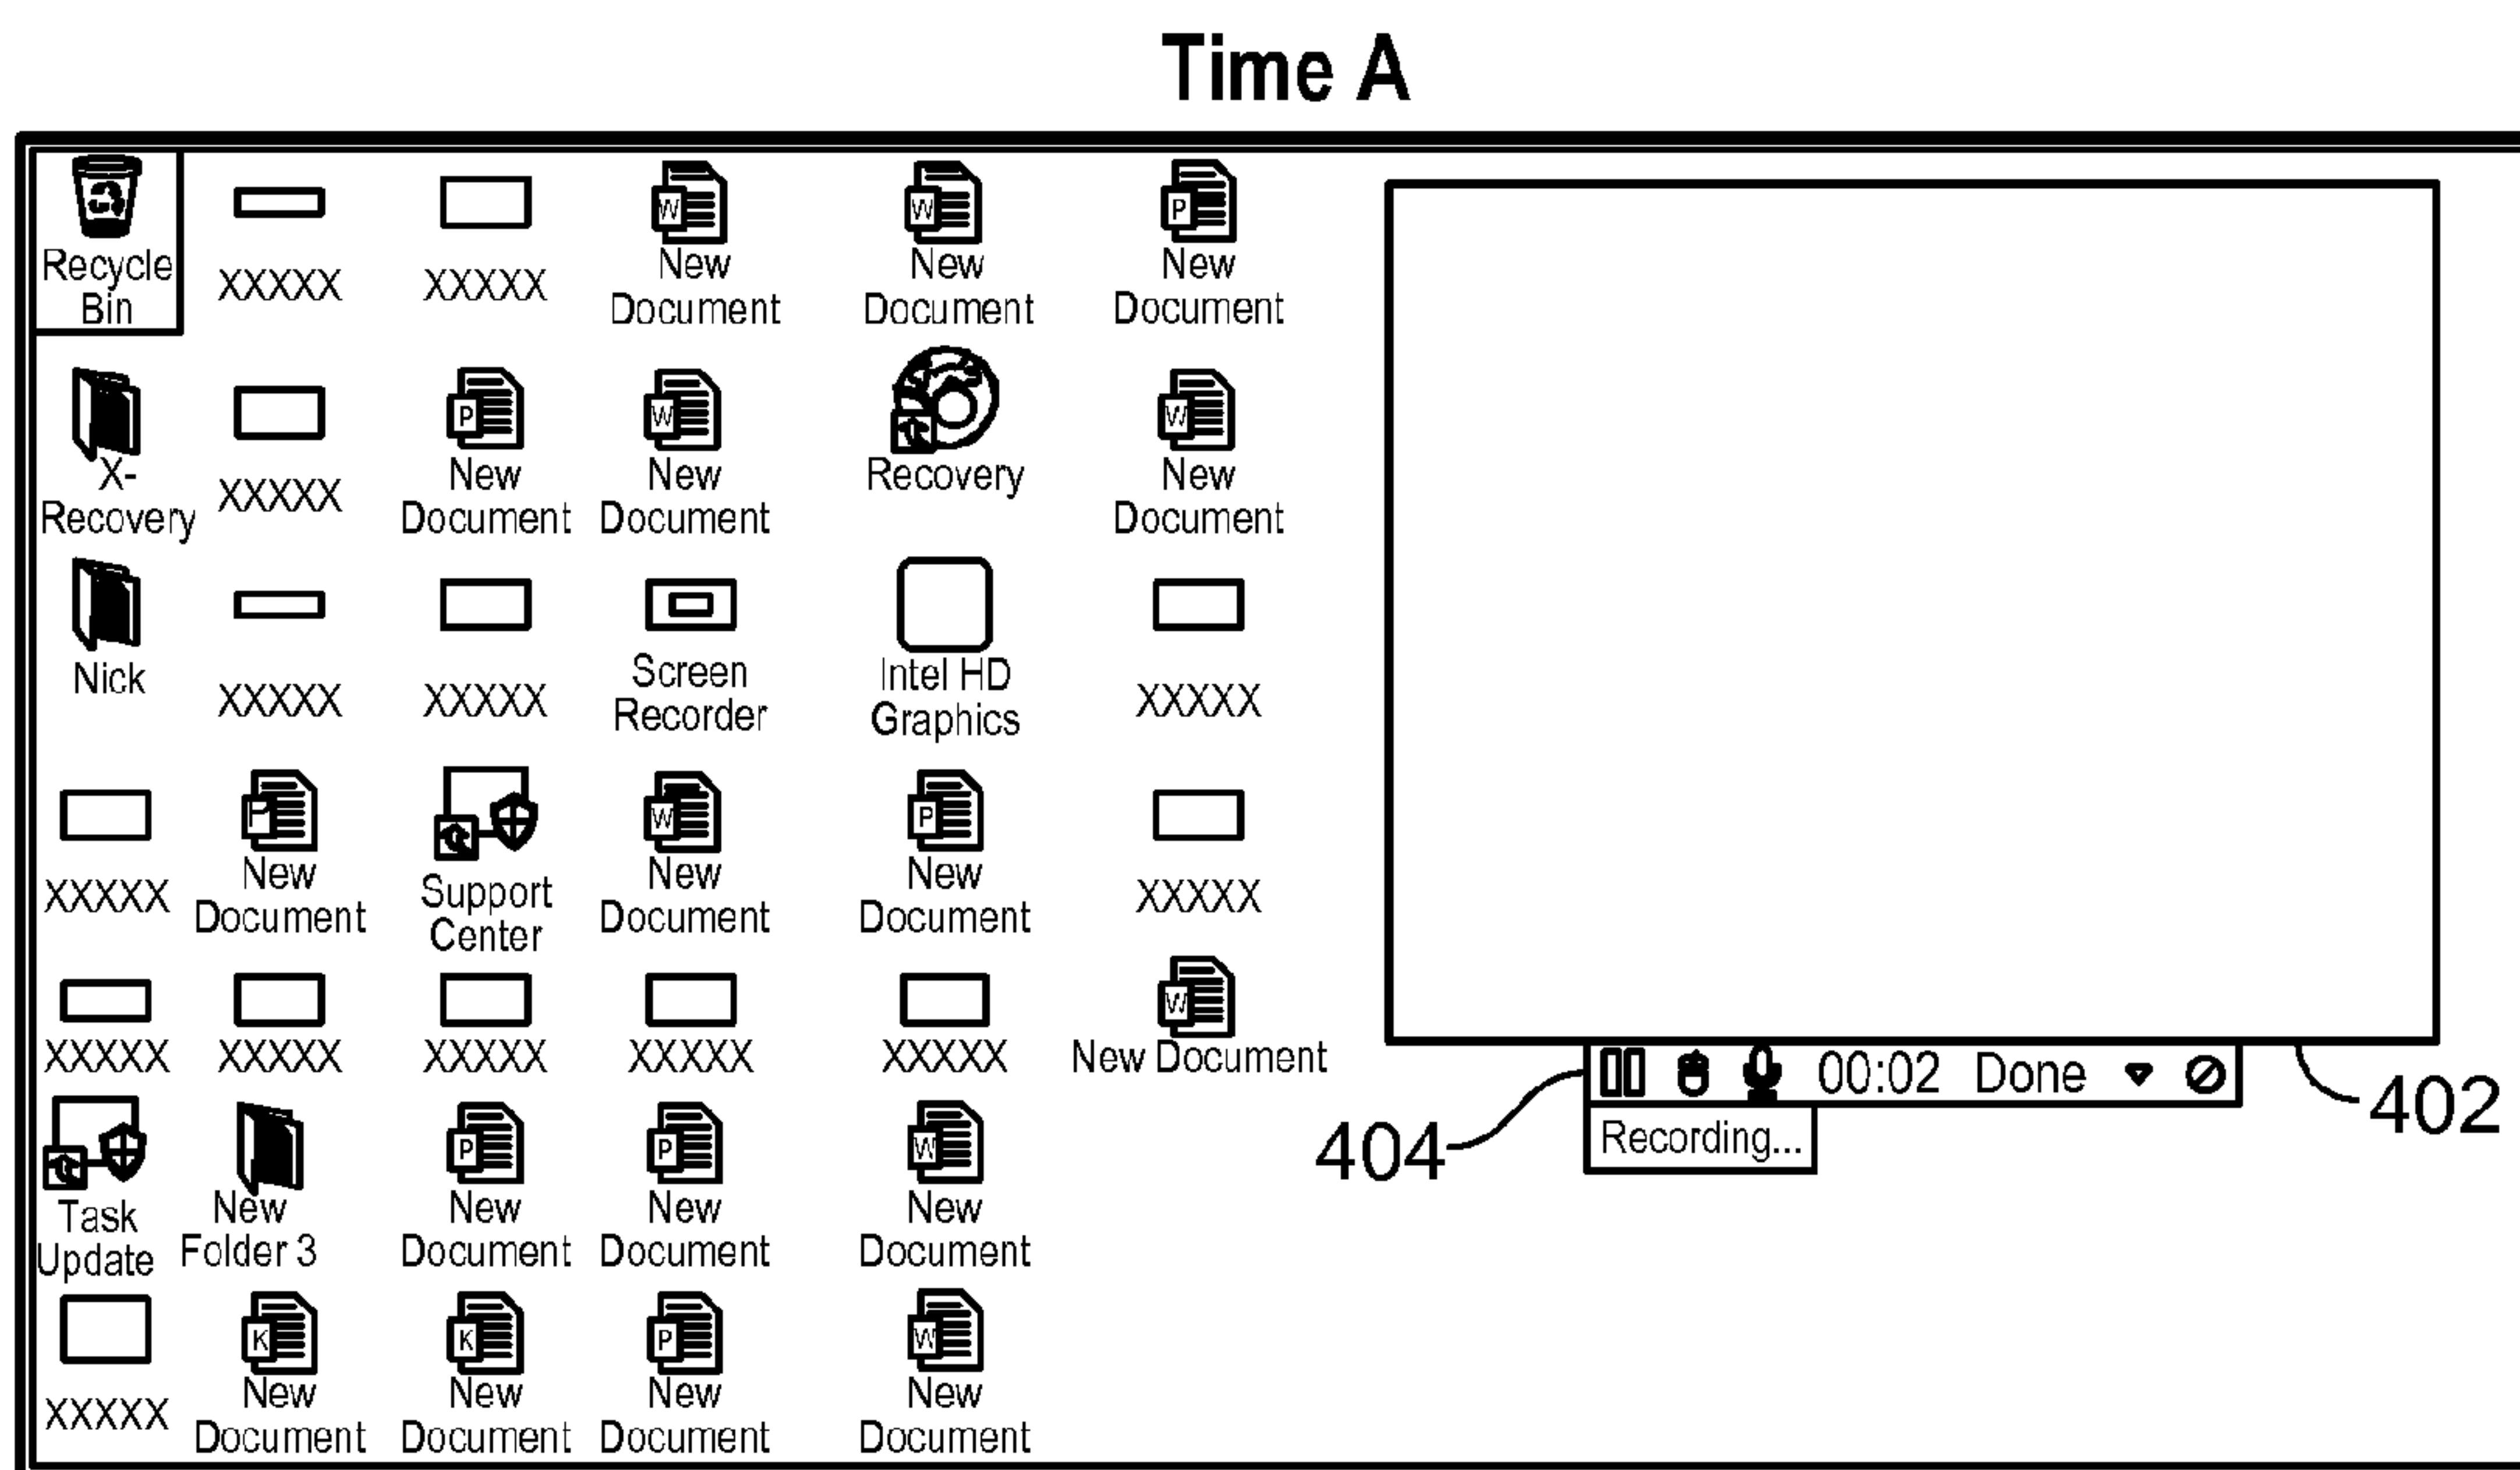 Time A
Recycle
Bin
XXXXX
XXXXX
W
New
Document
W
New
Document
P
New
Document
X-
Recovery
XXXXX
P
New
Document
W
New
Document
Recovery
W
New
Document
Nick
XXXXX
XXXXX
Screen
Recorder
Intel HD
Graphics
XXXXX
XXXXX
P
New
Document
Support
Center
W
New
Document
P
New
Document
XXXXX
XXXXX
XXXXX
XXXXX
XXXXX
XXXXX
W
New Document
Task
Update
New
Folder 3
P
New
Document
P
New
Document
W
New
Document
XXXXX
K
New
Document
K
New
Document
P
New
Document
W
New
Document
00:02 Done
Recording...
404
402